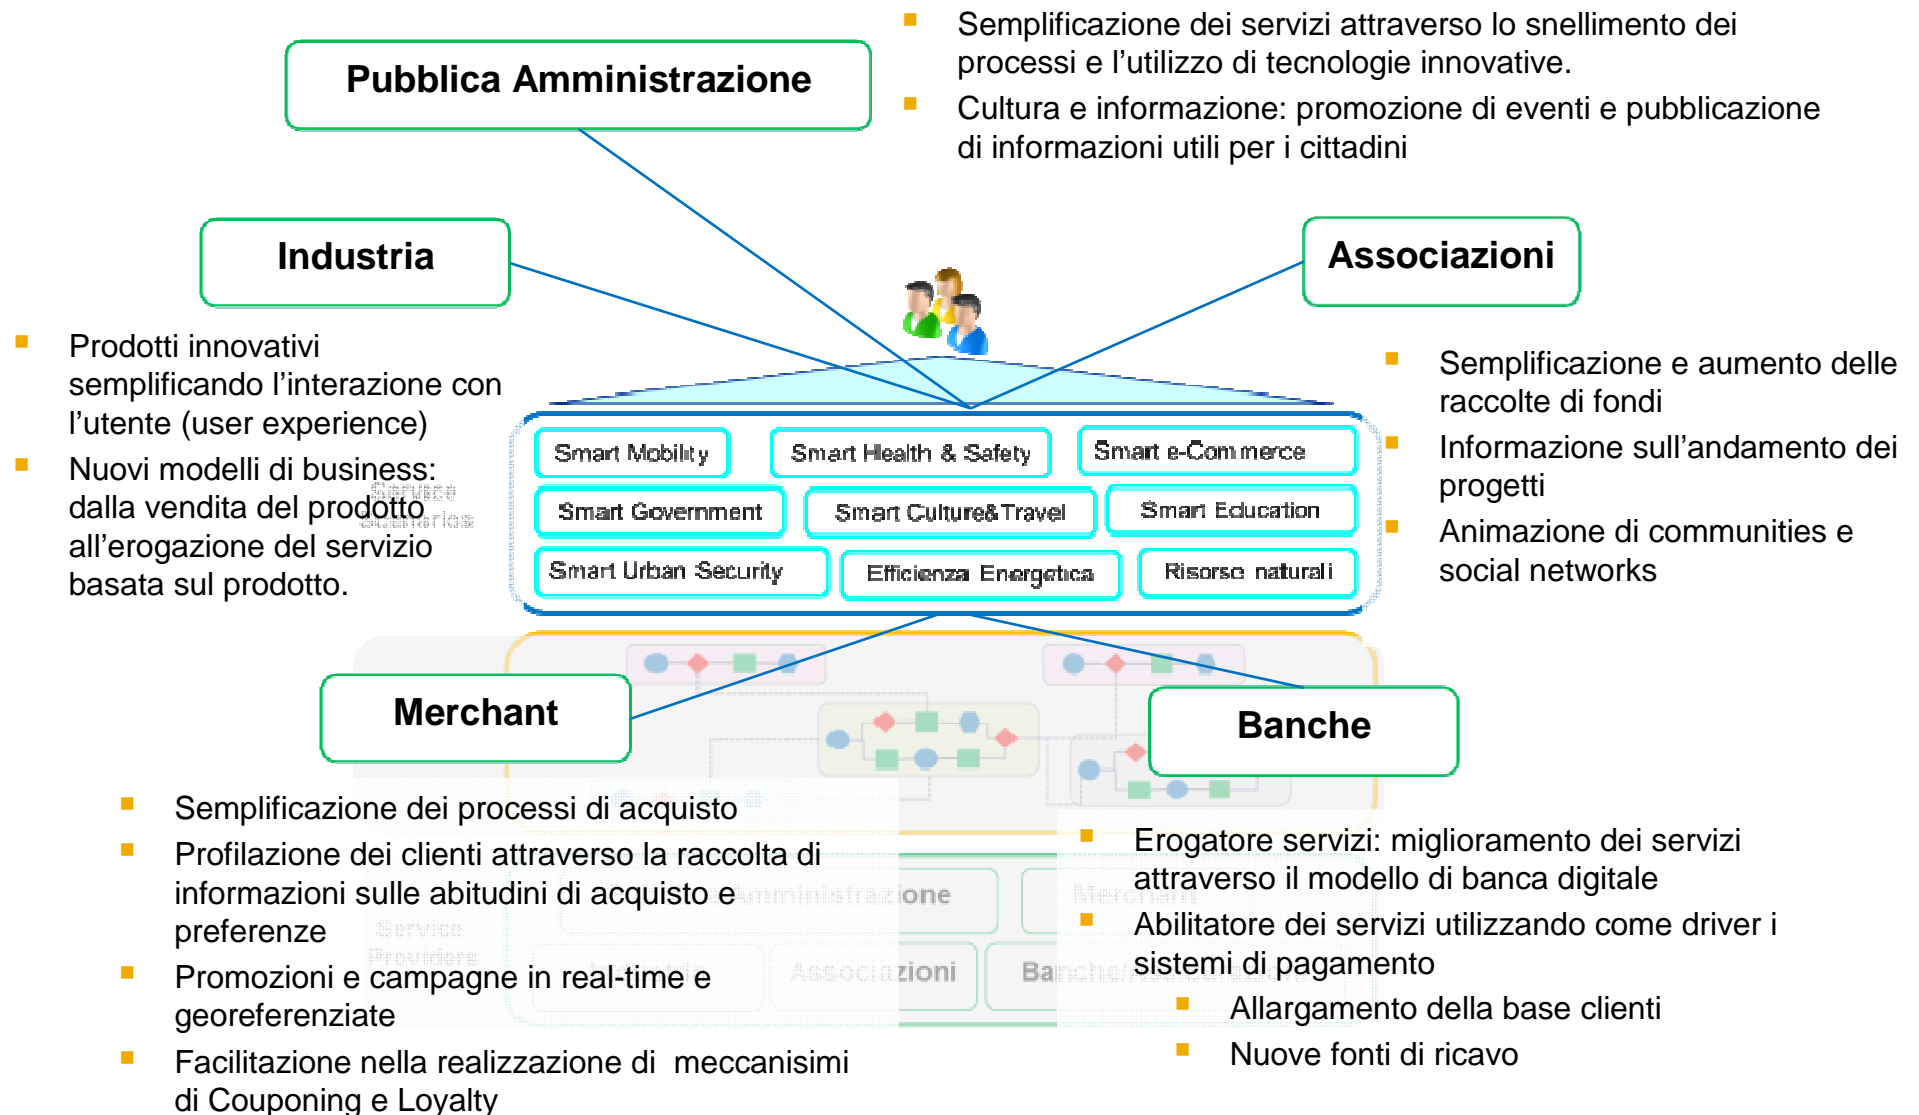 Pubblica Amministrazione
Semplificazione dei servizi attraverso lo snellimento dei
processi e l’utilizzo di tecnologie innovative.
Cultura e informazione: promozione di eventi e pubblicazione
di informazioni utili per i cittadini
Industria
Associazioni
Prodotti innovativi
semplificando l’interazione con
l’utente (user experience)
Nuovi modelli di business:
dalla vendita del prodotto
all’erogazione del servizio
basata sul prodotto.
Semplificazione e aumento delle
raccolte di fondi
Informazione sull’andamento dei
progetti
Animazione di communities e
social networks
Service
Scenarios
Smart Mobility
Smart Health & Safety
Smart e-Commerce
Smart Government
Smart Culture&Travel
Smart Education
Smart Urban Security
Efficienza Energetica
Risorse naturali
Merchant
Banche
Semplificazione dei processi di acquisto
Profilazione dei clienti attraverso la raccolta di
informazioni sulle abitudini di acquisto e
preferenze
Promozioni e campagne in real-time e
georeferenziate
Facilitazione nella realizzazione di meccanisimi
di Couponing e Loyalty
Erogatore servizi: miglioramento dei servizi
attraverso il modello di banca digitale
Abilitatore dei servizi utilizzando come driver i
sistemi di pagamento
Allargamento della base clienti
Nuove fonti di ricavo
Service
Providers
Amministrazione
Merchant
Associazioni